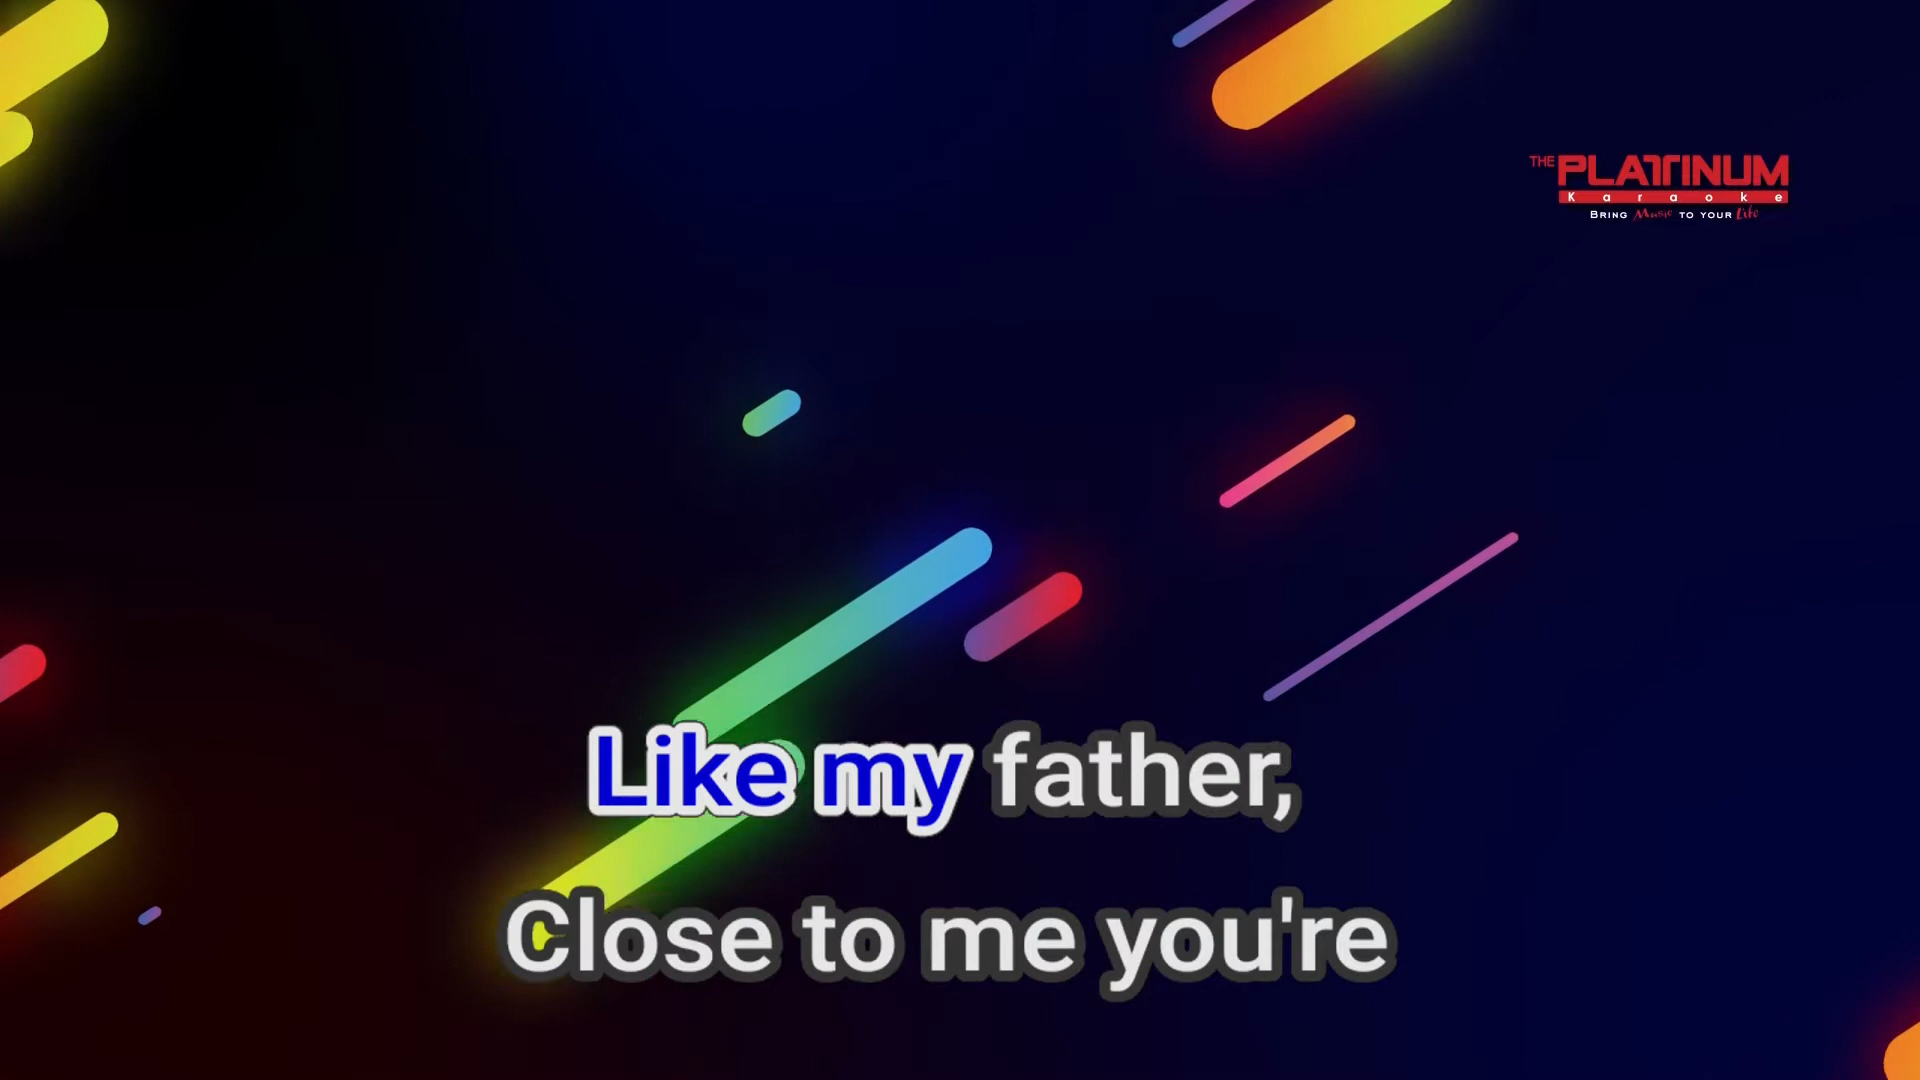 THE PLATINUM
Karaoke
BRING Music TO YOUR Life
Like my father,
Close to me you're